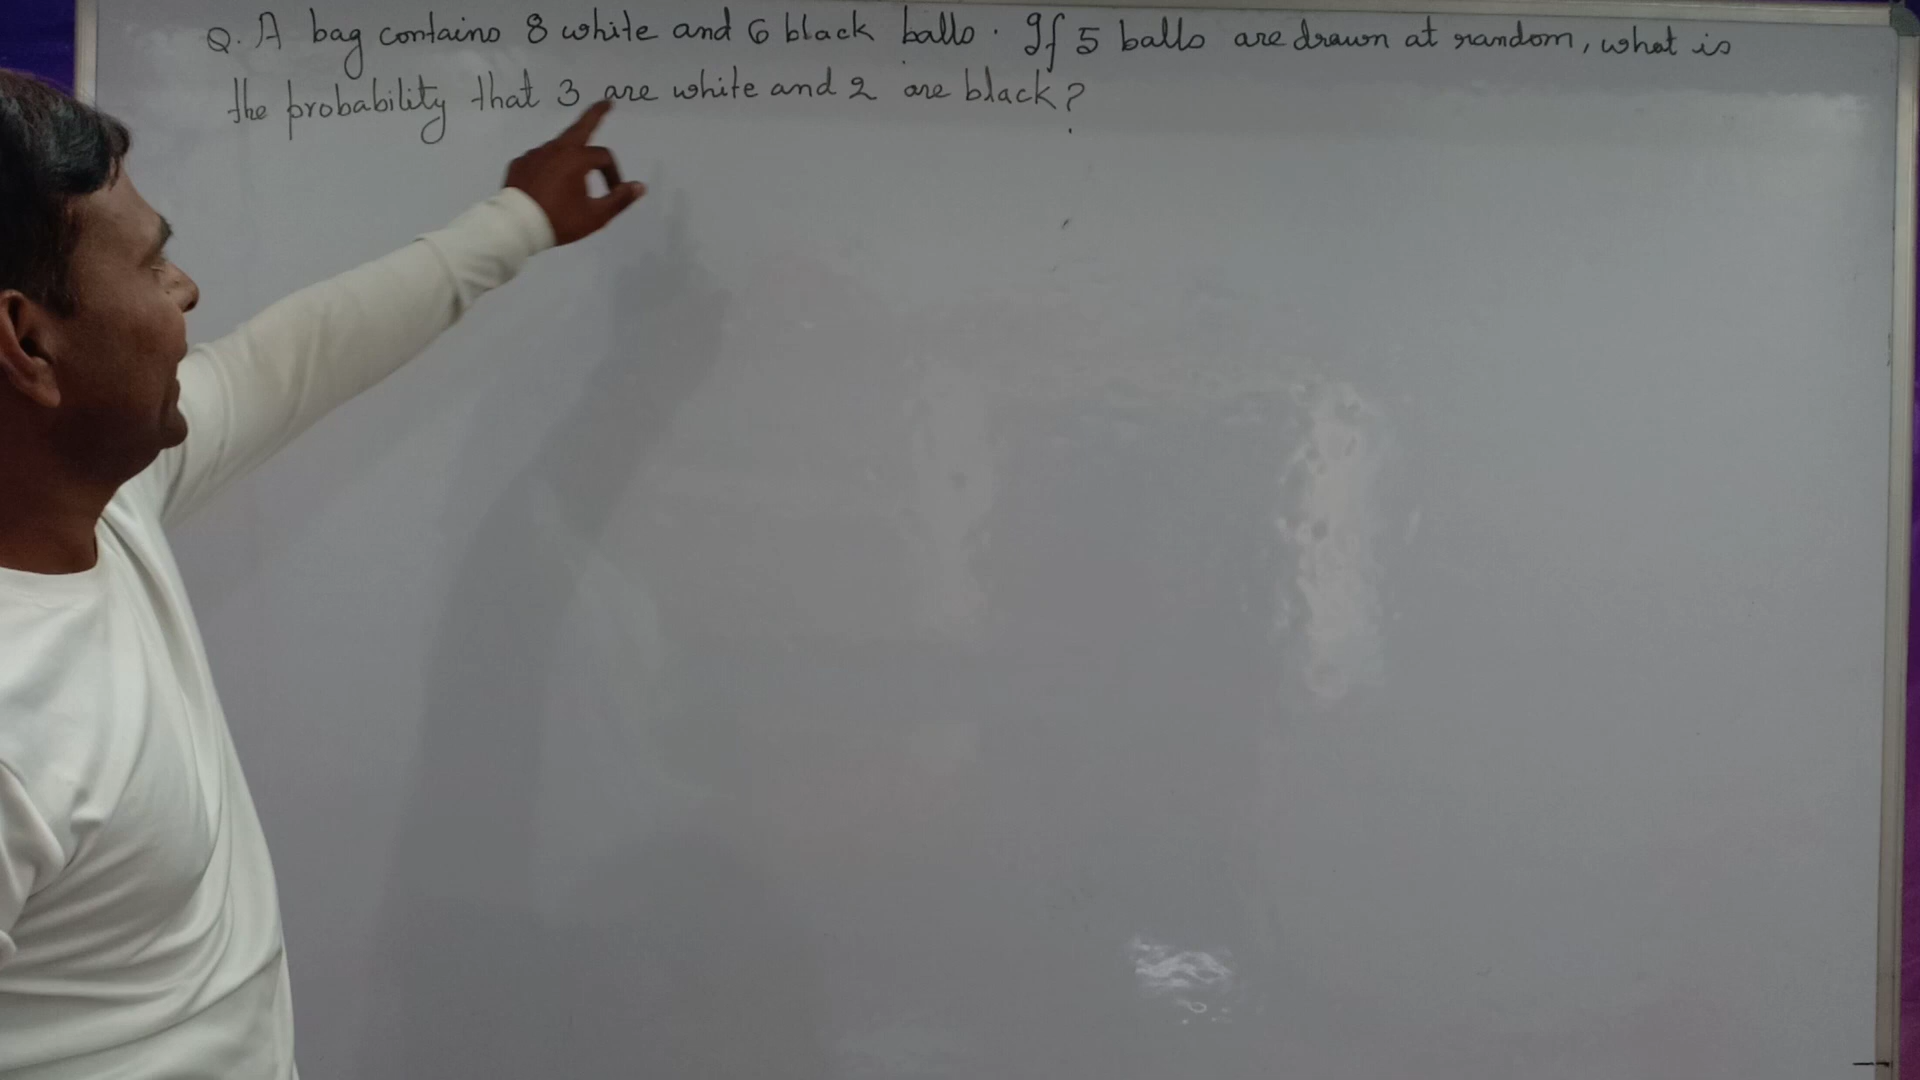 Q. A bag contains 8 white and 6 black balls. If 5 balls are drawn at random, what is
the probability that 3 are white and 2 are black?